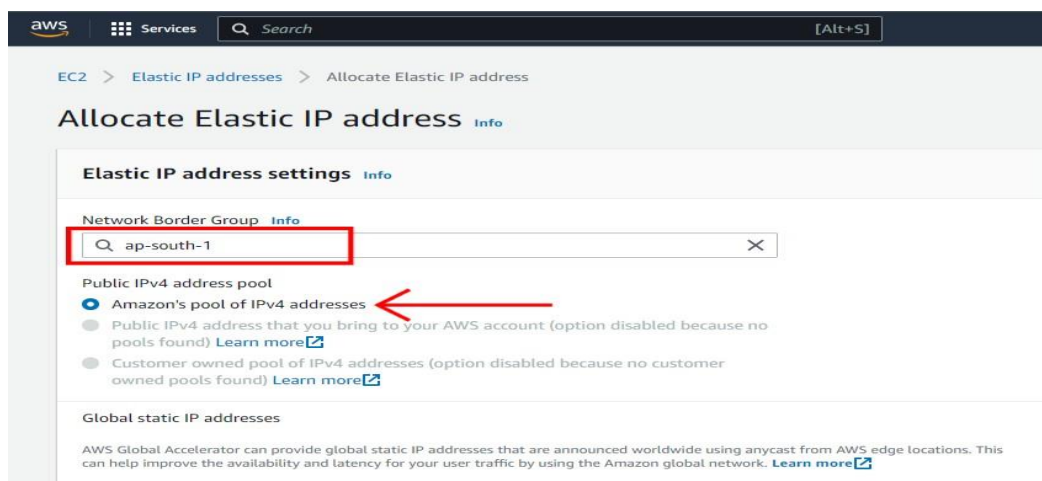 aws Services Search [Alt+S]
EC2 > Elastic IP addresses > Allocate Elastic IP address
Allocate Elastic IP address Info
Elastic IP address settings Info
Network Border Group Info
ap-south-1
Public IPv4 address pool
Amazon's pool of IPv4 addresses
Public IPv4 address that you bring to your AWS account (option disabled because no
pools found) Learn more
Customer owned pool of IPv4 addresses (option disabled because no customer
owned pools found) Learn more
Global static IP addresses
AWS Global Accelerator can provide global static IP addresses that are announced worldwide using anycast from AWS edge locations. This
can help improve the availability and latency for your user traffic by using the Amazon global network. Learn more